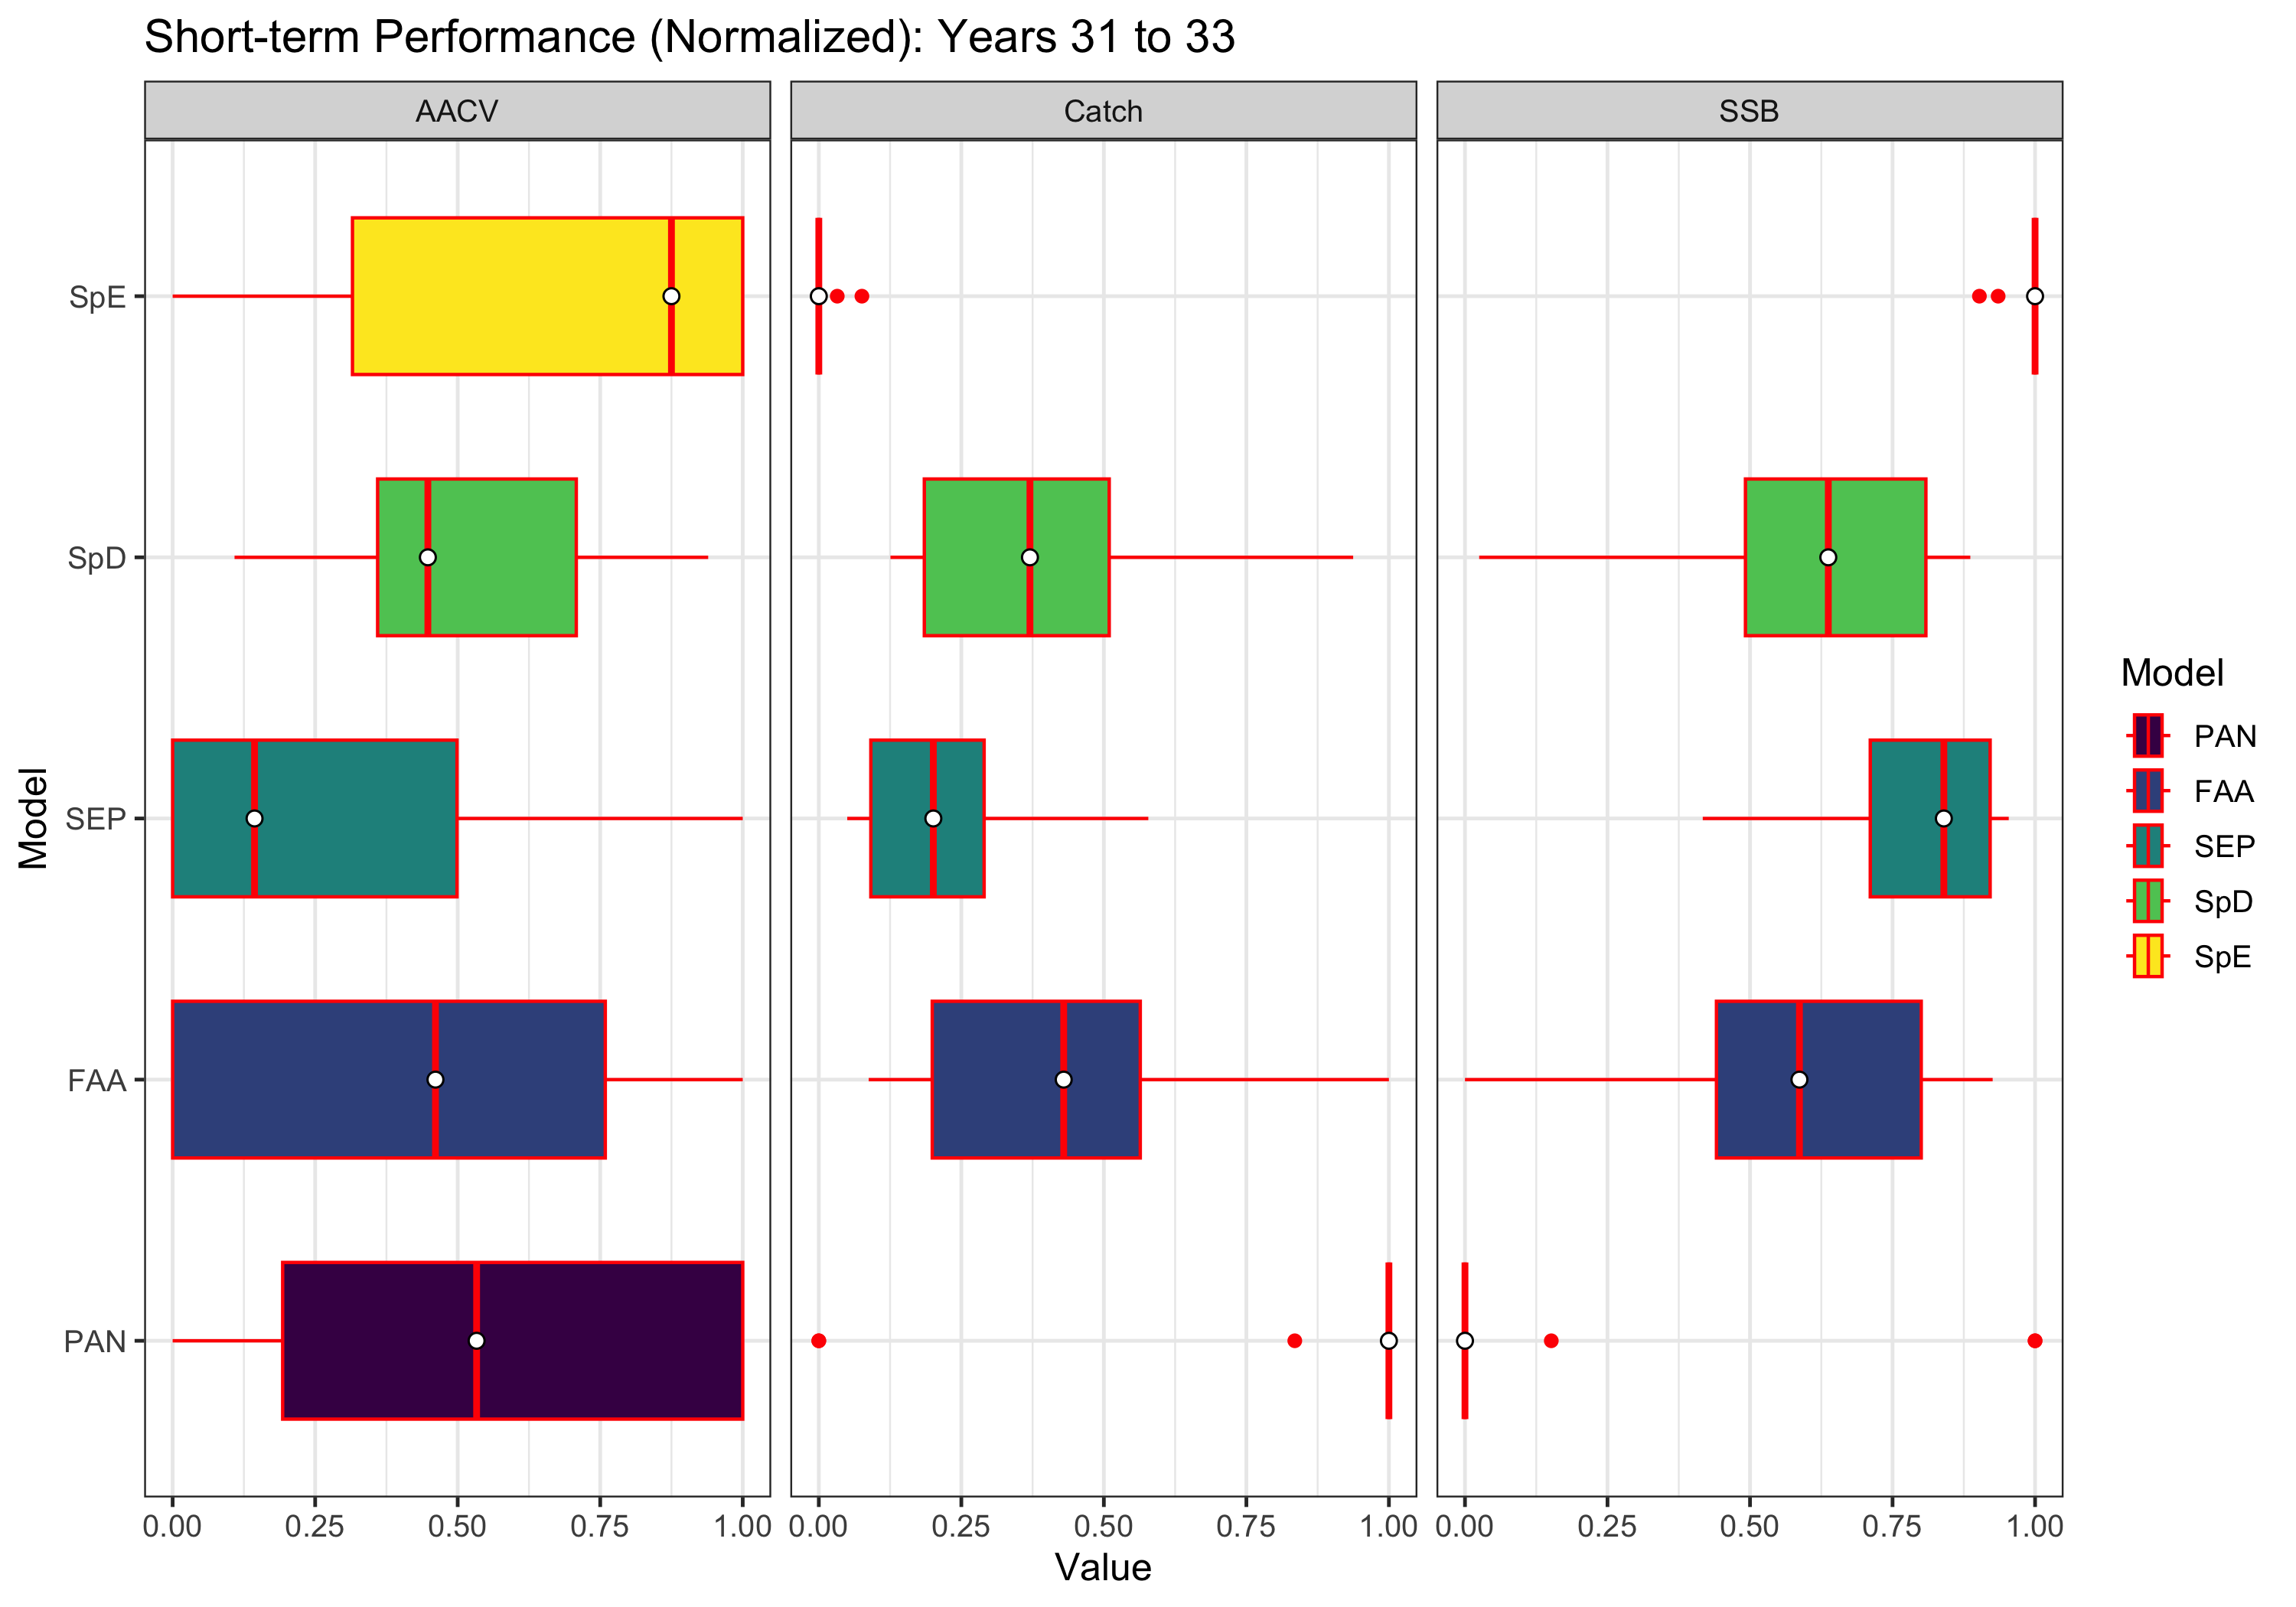 Short-term Performance (Normalized): Years 31 to 33
AACV
Catch
SSB
Model
SpE
SpD
SEP
FAA
PAN
0.00 0.25 0.50 0.75 1.00
0.00 0.25 0.50 0.75 1.00
0.00 0.25 0.50 0.75 1.00
Value
Model
PAN
FAA
SEP
SpD
SpE